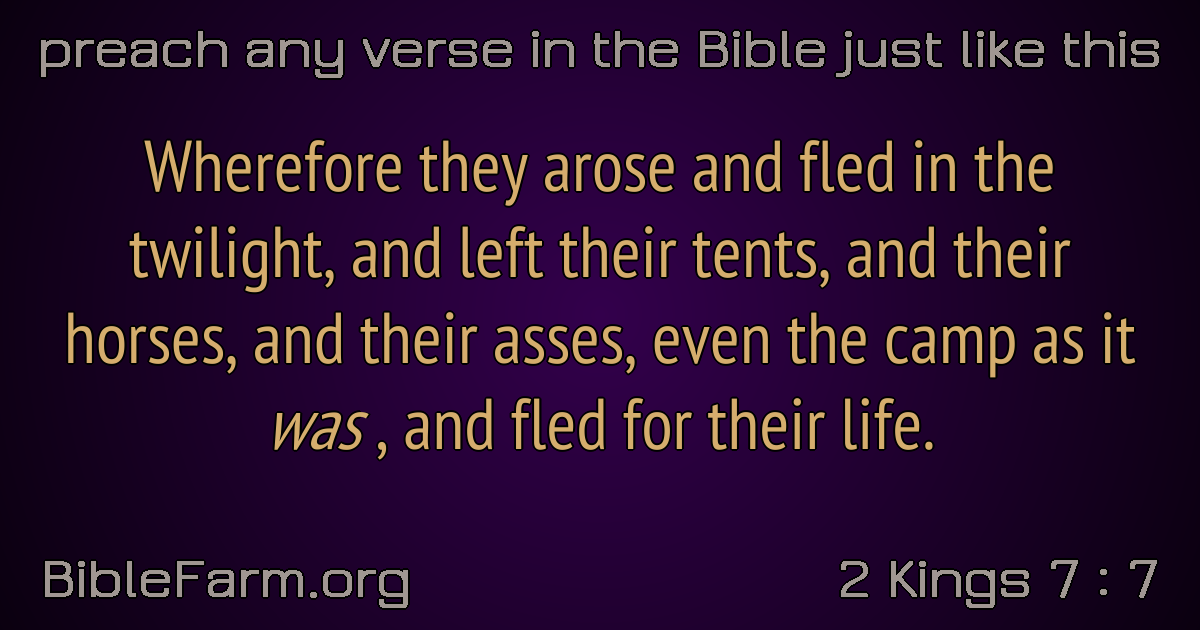 preach any verse in the Bible just like this
Wherefore they arose and fled in the
twilight, and left their tents, and their
horses, and their asses, even the camp as it
was , and fled for their life.
BibleFarm.org
2 Kings 7 : 7